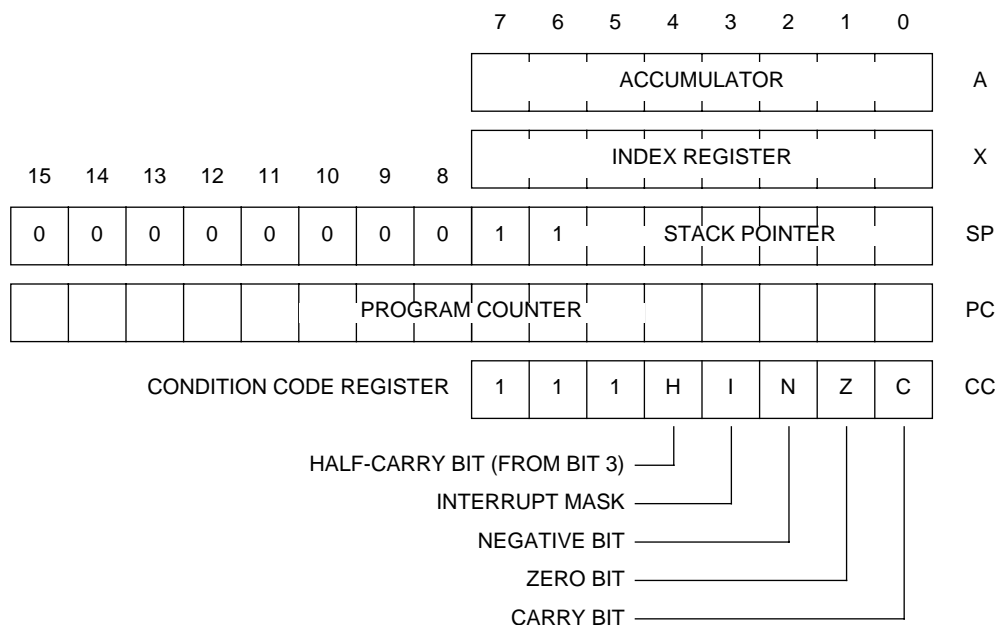 7 6 5 4 3 2 1 0
ACCUMULATOR A
INDEX REGISTER X
15 14 13 12 11 10 9 8
0 0 0 0 0 0 0 0 1 1 STACK POINTER SP
PROGRAM COUNTER PC
CONDITION CODE REGISTER 1 1 1 H I N Z C CC
HALF-CARRY BIT (FROM BIT 3)
INTERRUPT MASK
NEGATIVE BIT
ZERO BIT
CARRY BIT